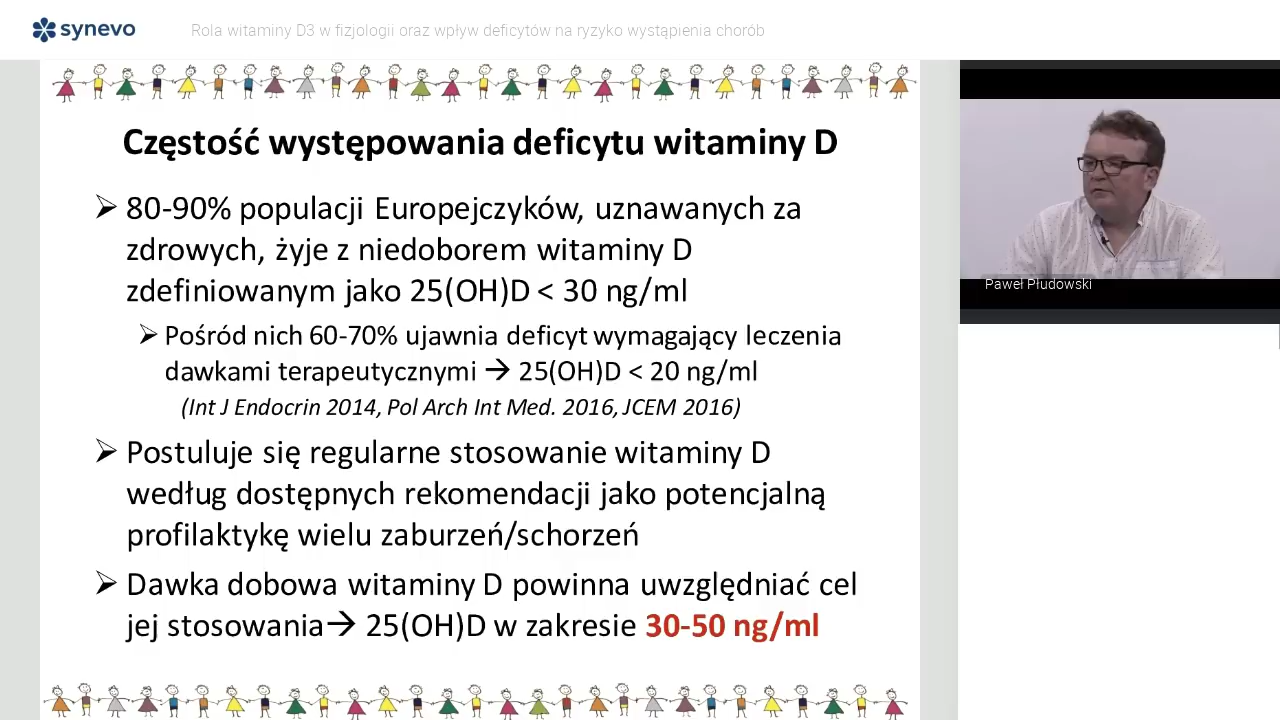 synevo
Rola witaminy D3 w fizjologii oraz wpływ deficytów na ryzyko wystąpienia chorób
Częstość występowania deficytu witaminy D
80-90% populacji Europejczyków, uznawanych za
zdrowych, żyje z niedoborem witaminy D
zdefiniowanym jako 25(OH)D < 30 ng/ml
Pośród nich 60-70% ujawnia deficyt wymagający leczenia
dawkami terapeutycznymi → 25(OH)D < 20 ng/ml
(Int J Endocrin 2014, Pol Arch Int Med. 2016, JCEM 2016)
Postuluje się regularne stosowanie witaminy D
według dostępnych rekomendacji jako potencjalną
profilaktykę wielu zaburzeń/schorzeń
Dawka dobowa witaminy D powinna uwzględniać cel
jej stosowania→ 25(OH)D w zakresie 30-50 ng/ml
Paweł Płudowski